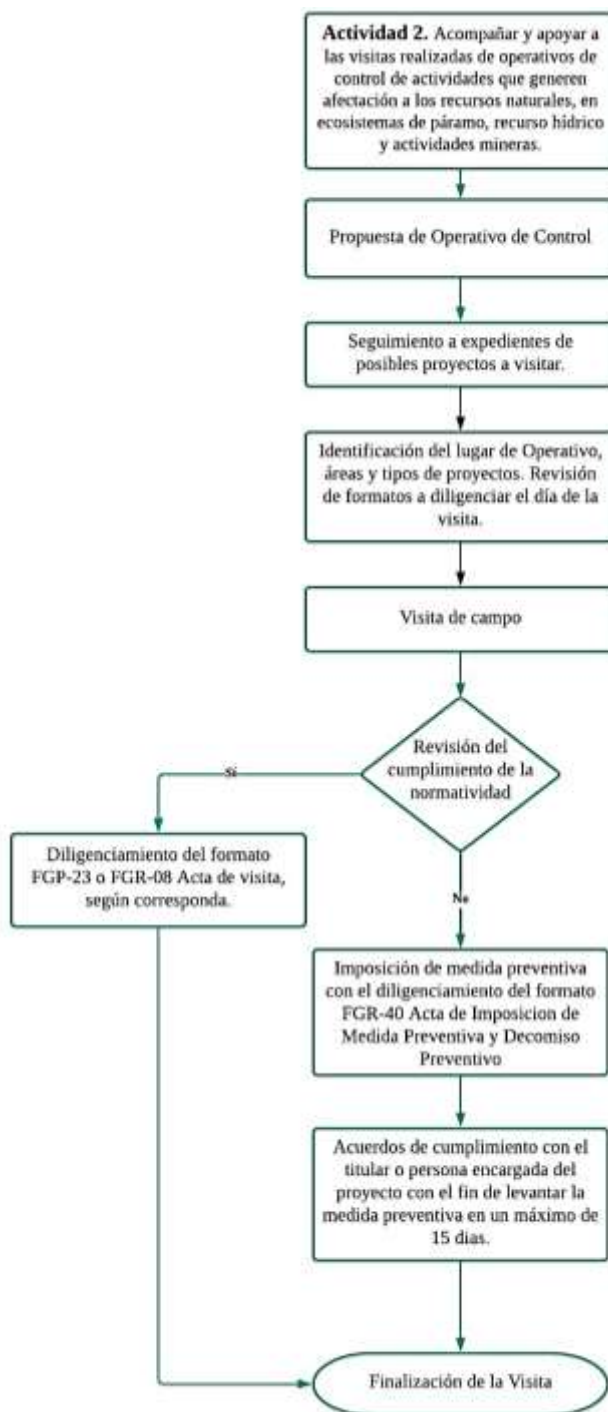 Actividad 2. Acompañar y apoyar a
las visitas realizadas de operativos de
control de actividades que generen
afectación a los recursos naturales, en
ecosistemas de páramo, recurso hídrico
y actividades mineras.
Propuesta de Operativo de Control
Seguimiento a expedientes de
posibles proyectos a visitar.
Identificación del lugar de Operativo,
áreas y tipos de proyectos. Revisión
de formatos a diligenciar el día de la
visita.
Visita de campo
Revisión del
cumplimiento de la
normatividad
Sí
Diligenciamiento del formato
FGP-23 o FGR-08 Acta de visita,
según corresponda.
No
Imposición de medida preventiva
con el diligenciamiento del formato
FGR-40 Acta de Imposicion de
Medida Preventiva y Decomiso
Preventivo
Acuerdos de cumplimiento con el
titular o persona encargada del
proyecto con el fin de levantar la
medida preventiva en un máximo de
15 dias.
Finalización de la Visita